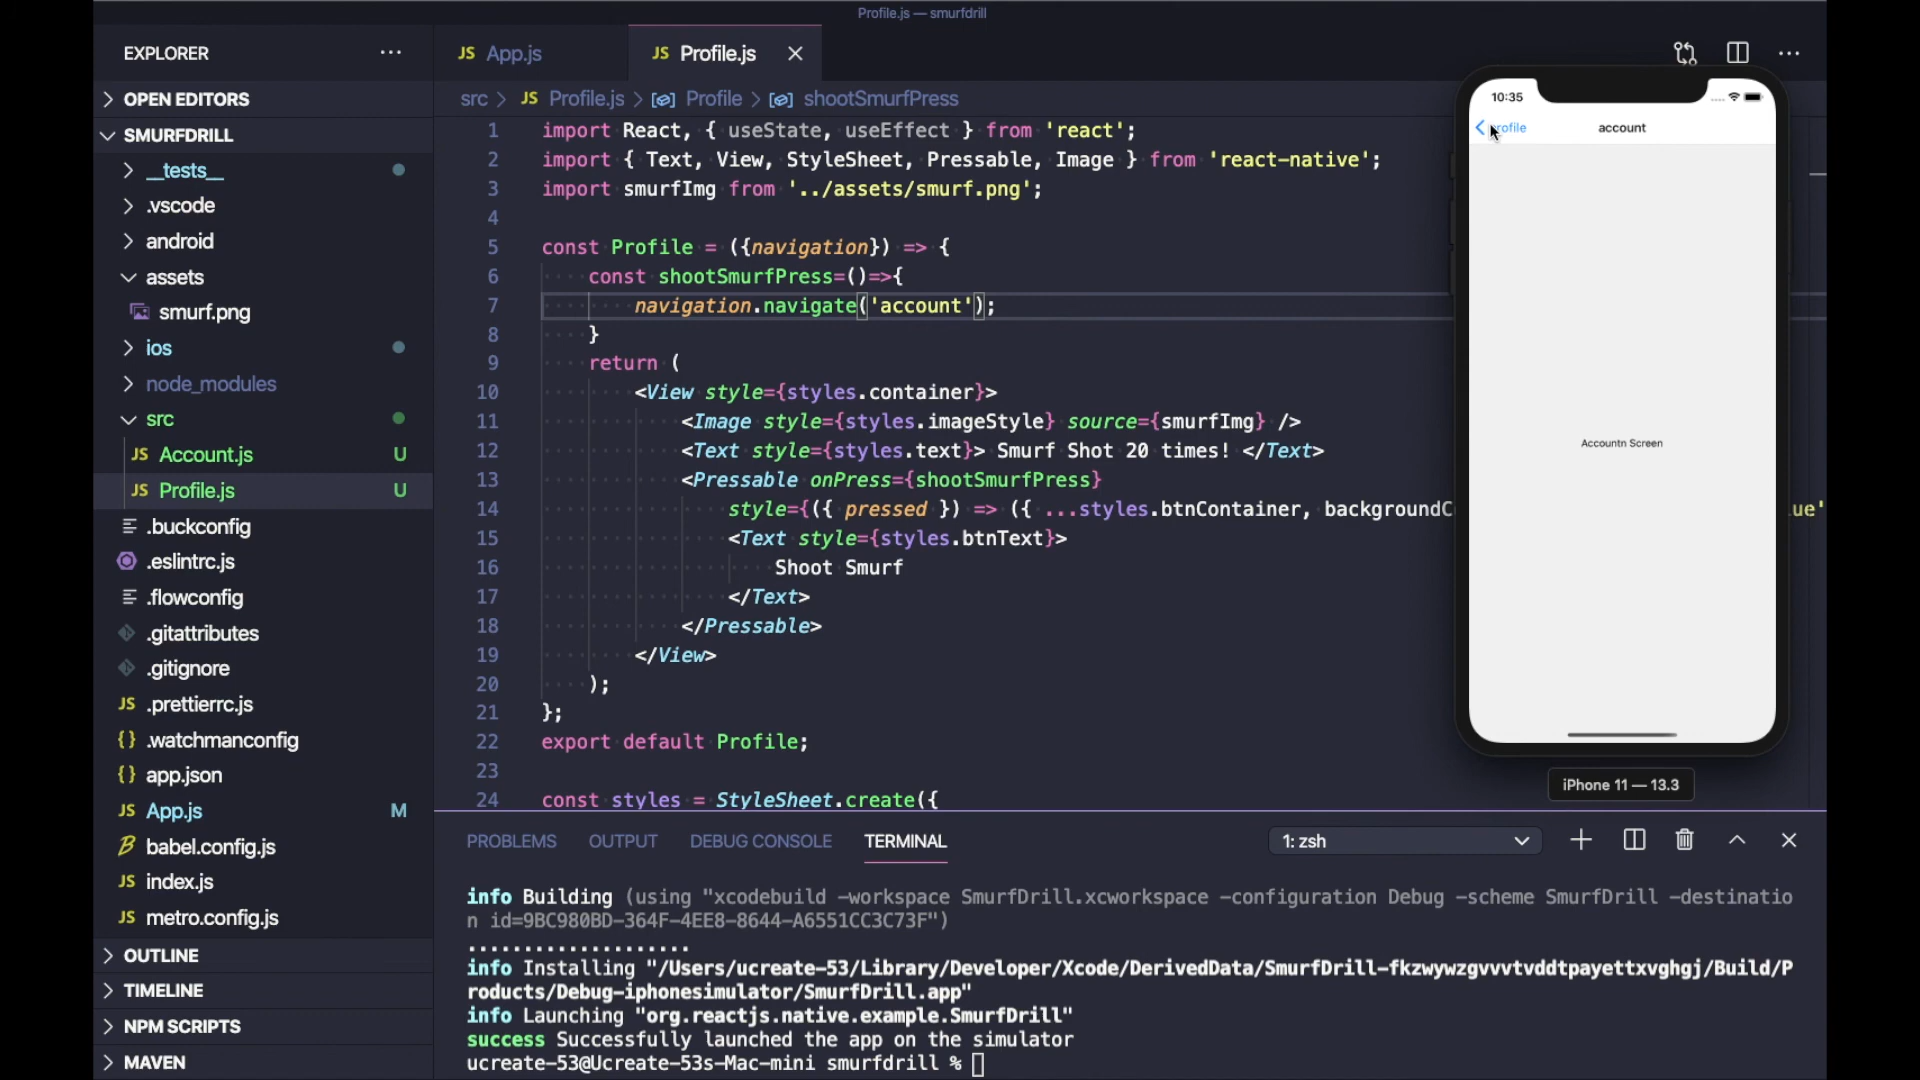 Profile.js — smurfdrill
EXPLORER
OPEN EDITORS
SMURFDRILL
__tests__
.vscode
android
assets
smurf.png
ios
node_modules
src
JS Account.js U
JS Profile.js U
.buckconfig
.eslintrc.js
.flowconfig
.gitattributes
.gitignore
JS .prettierrc.js
{} .watchmanconfig
{} app.json
JS App.js M
babel.config.js
JS index.js
JS metro.config.js
OUTLINE
TIMELINE
NPM SCRIPTS
MAVEN
JS App.js
JS Profile.js
src > JS Profile.js > Profile > shootSmurfPress
1 import React, { useState, useEffect } from 'react';
2 import { Text, View, StyleSheet, Pressable, Image } from 'react-native';
3 import smurfImg from '../assets/smurf.png';
4
5 const Profile = ({navigation}) => {
6 const shootSmurfPress=()=>{
7 navigation.navigate('account');
8 }
9 return (
10 <View style={styles.container}>
11 <Image style={styles.imageStyle} source={smurfImg} />
12 <Text style={styles.text}> Smurf Shot 20 times! </Text>
13 <Pressable onPress={shootSmurfPress}
14 style={({ pressed }) => ({ ...styles.btnContainer, backgroundC ue'
15 <Text style={styles.btnText}>
16 Shoot Smurf
17 </Text>
18 </Pressable>
19 </View>
20 );
21 };
22 export default Profile;
23
24 const styles = StyleSheet.create({
10:35
rofile
account
Accountn Screen
iPhone 11 — 13.3
PROBLEMS OUTPUT DEBUG CONSOLE TERMINAL
1: zsh
info Building (using "xcodebuild -workspace SmurfDrill.xcworkspace -configuration Debug -scheme SmurfDrill -destinatio
n id=9BC980BD-364F-4EE8-8644-A6551CC3C73F")
...................
info Installing "/Users/ucreate-53/Library/Developer/Xcode/DerivedData/SmurfDrill-fkzwywzgvvvtvddtpayettxvghgj/Build/P
roducts/Debug-iphonesimulator/SmurfDrill.app"
info Launching "org.reactjs.native.example.SmurfDrill"
success Successfully launched the app on the simulator
ucreate-53@Ucreate-53s-Mac-mini smurfdrill %